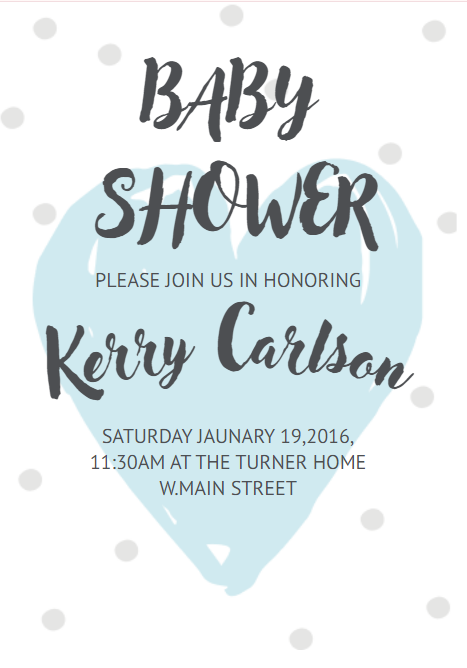 BABY
SHOWER
PLEASE JOIN US IN HONORING
Kerry Carlson
SATURDAY JAUNARY 19,2016,
11:30AM AT THE TURNER HOME
W.MAIN STREET